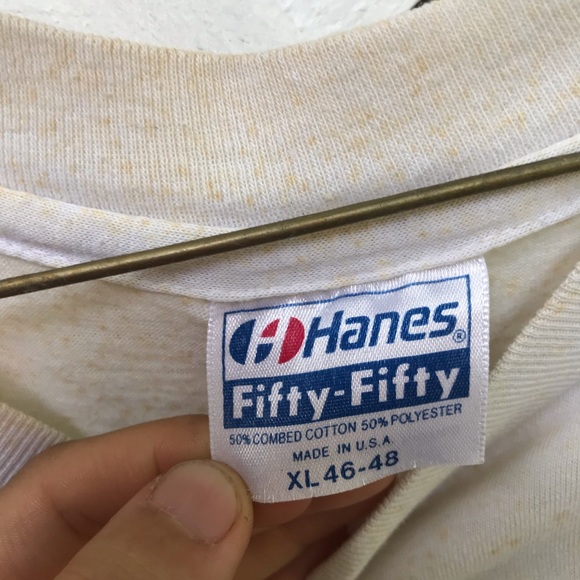 Hanes®
Fifty-Fifty
50% COMBED COTTON 50% POLYESTER
MADE IN U.S.A.
XL 46-48